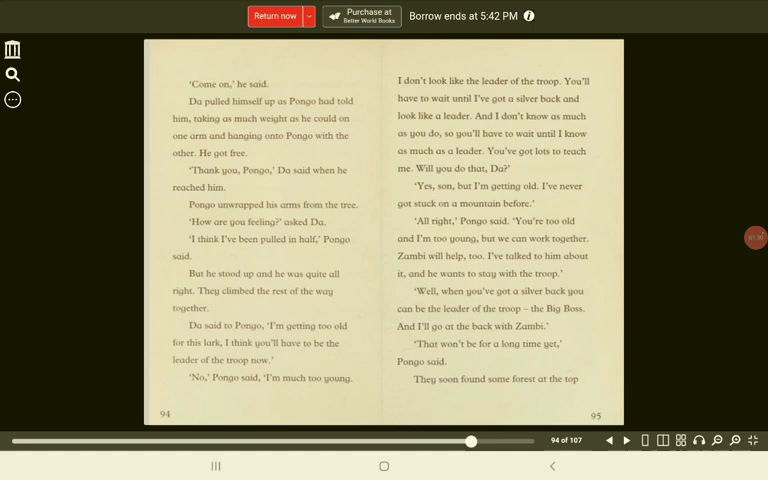 Return now
Purchase at
Better World Books
Borrow ends at 5:42 PM
'Come on,' he said.
Da pulled himself up as Pongo had told
him, taking as much weight as he could on
one arm and hanging onto Pongo with the
other. He got free.
'Thank you, Pongo,' Da said when he
reached him.
Pongo unwrapped his arms from the tree.
'How are you feeling?' asked Da.
'I think I've been pulled in half,' Pongo
said.
But he stood up and he was quite all
right. They climbed the rest of the way
together.
Da said to Pongo, 'I'm getting too old
for this lark, I think you'll have to be the
leader of the troop now.'
'No,' Pongo said, 'I'm much too young.
94
I don't look like the leader of the troop. You'll
have to wait until I've got a silver back and
look like a leader. And I don't know as much
as you do, so you'll have to wait until I know
as much as a leader. You've got lots to teach
me. Will you do that, Da?'
'Yes, son, but I'm getting old. I've never
got stuck on a mountain before.'
'All right,' Pongo said. 'You're too old
and I'm too young, but we can work together.
Zambi will help, too. I've talked to him about
it, and he wants to stay with the troop.'
'Well, when you've got a silver back you
can be the leader of the troop – the Big Boss.
And I'll go at the back with Zambi.'
'That won't be for a long time yet,'
Pongo said.
They soon found some forest at the top
95
94 of 107